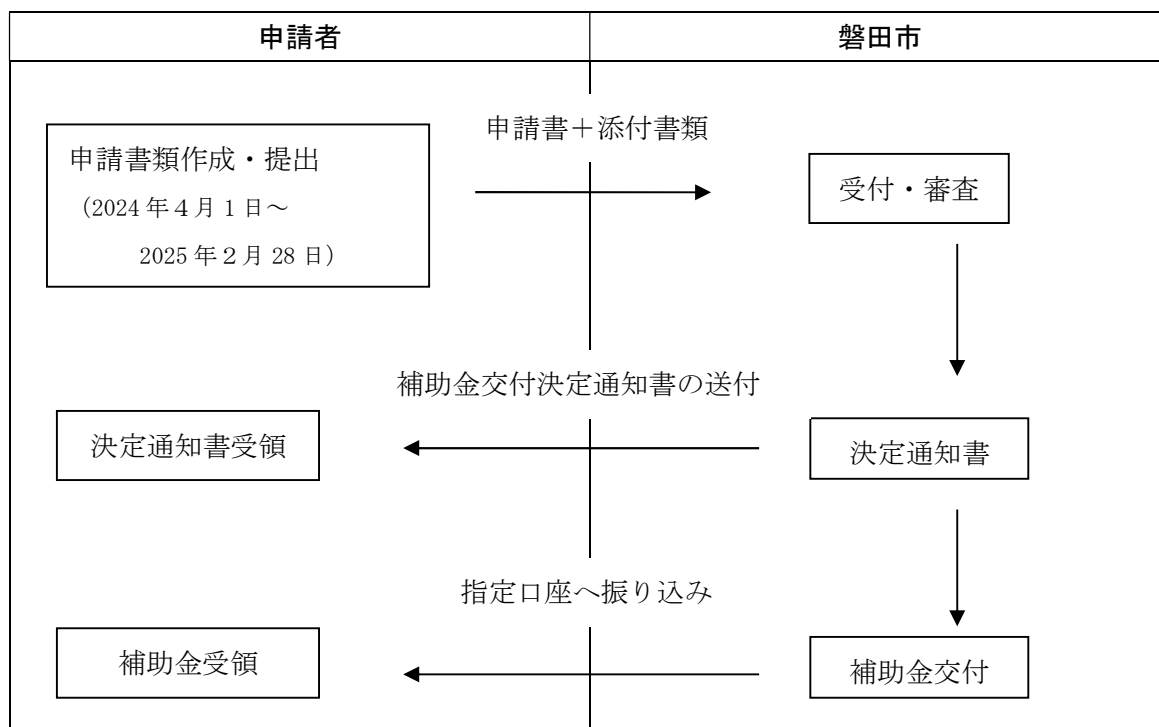 申請者
磐田市
申請書＋添付書類
申請書類作成・提出
（2024 年４月 1 日～
2025 年２月 28 日）
受付・審査
補助金交付決定通知書の送付
決定通知書受領
決定通知書
指定口座へ振り込み
補助金受領
補助金交付